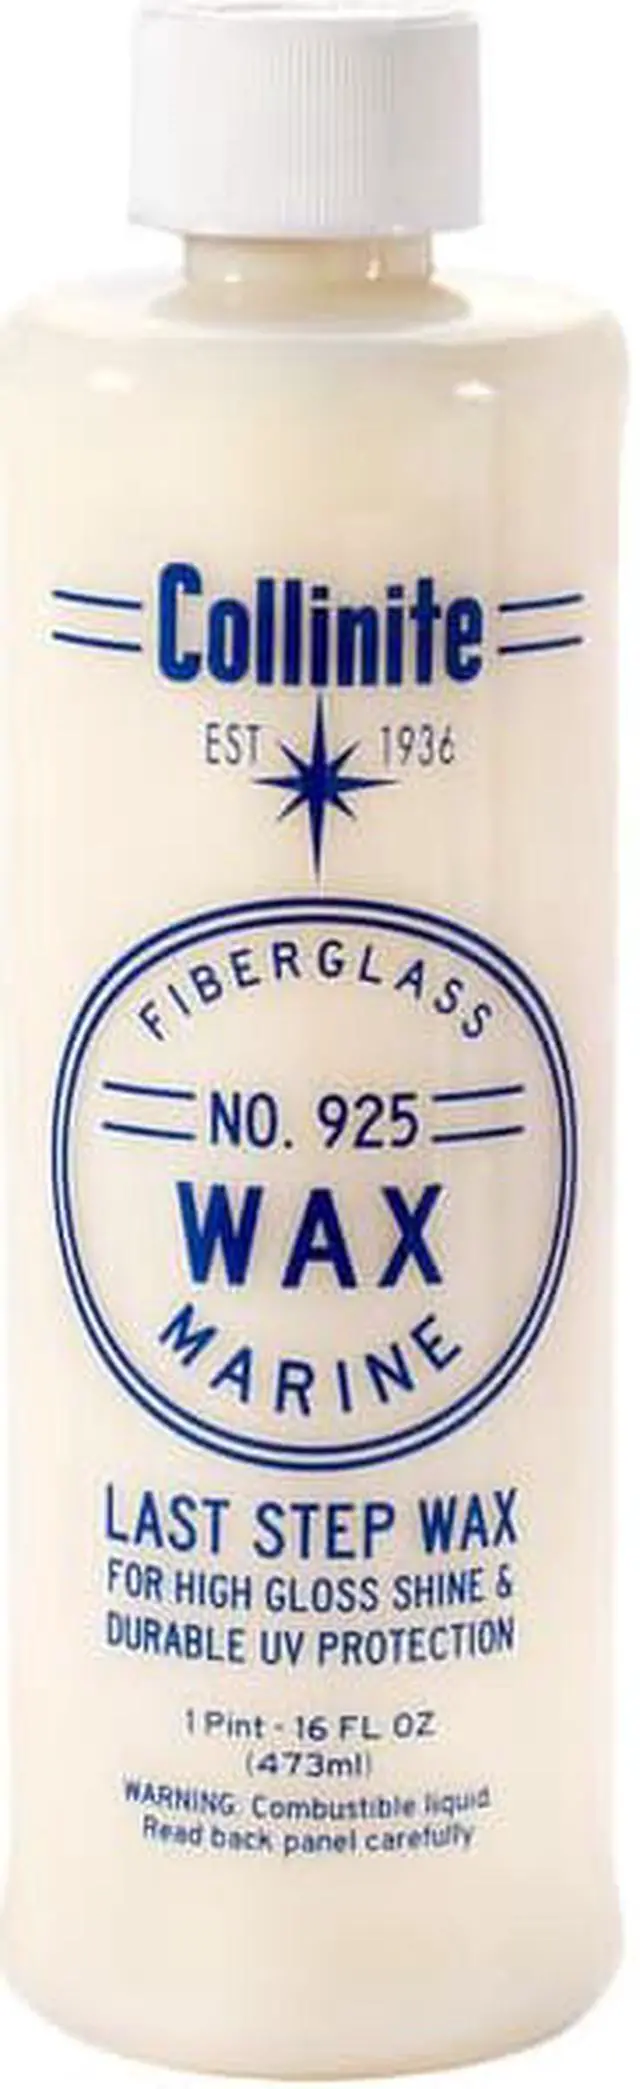 Collinite
EST 1936
FIBERGLASS
NO. 925
WAX
MARINE
LAST STEP WAX
FOR HIGH GLOSS SHINE &
DURABLE UV PROTECTION
1 Pint - 16 FL OZ
(473ml)
WARNING: Combustible liquid
Read back panel carefully